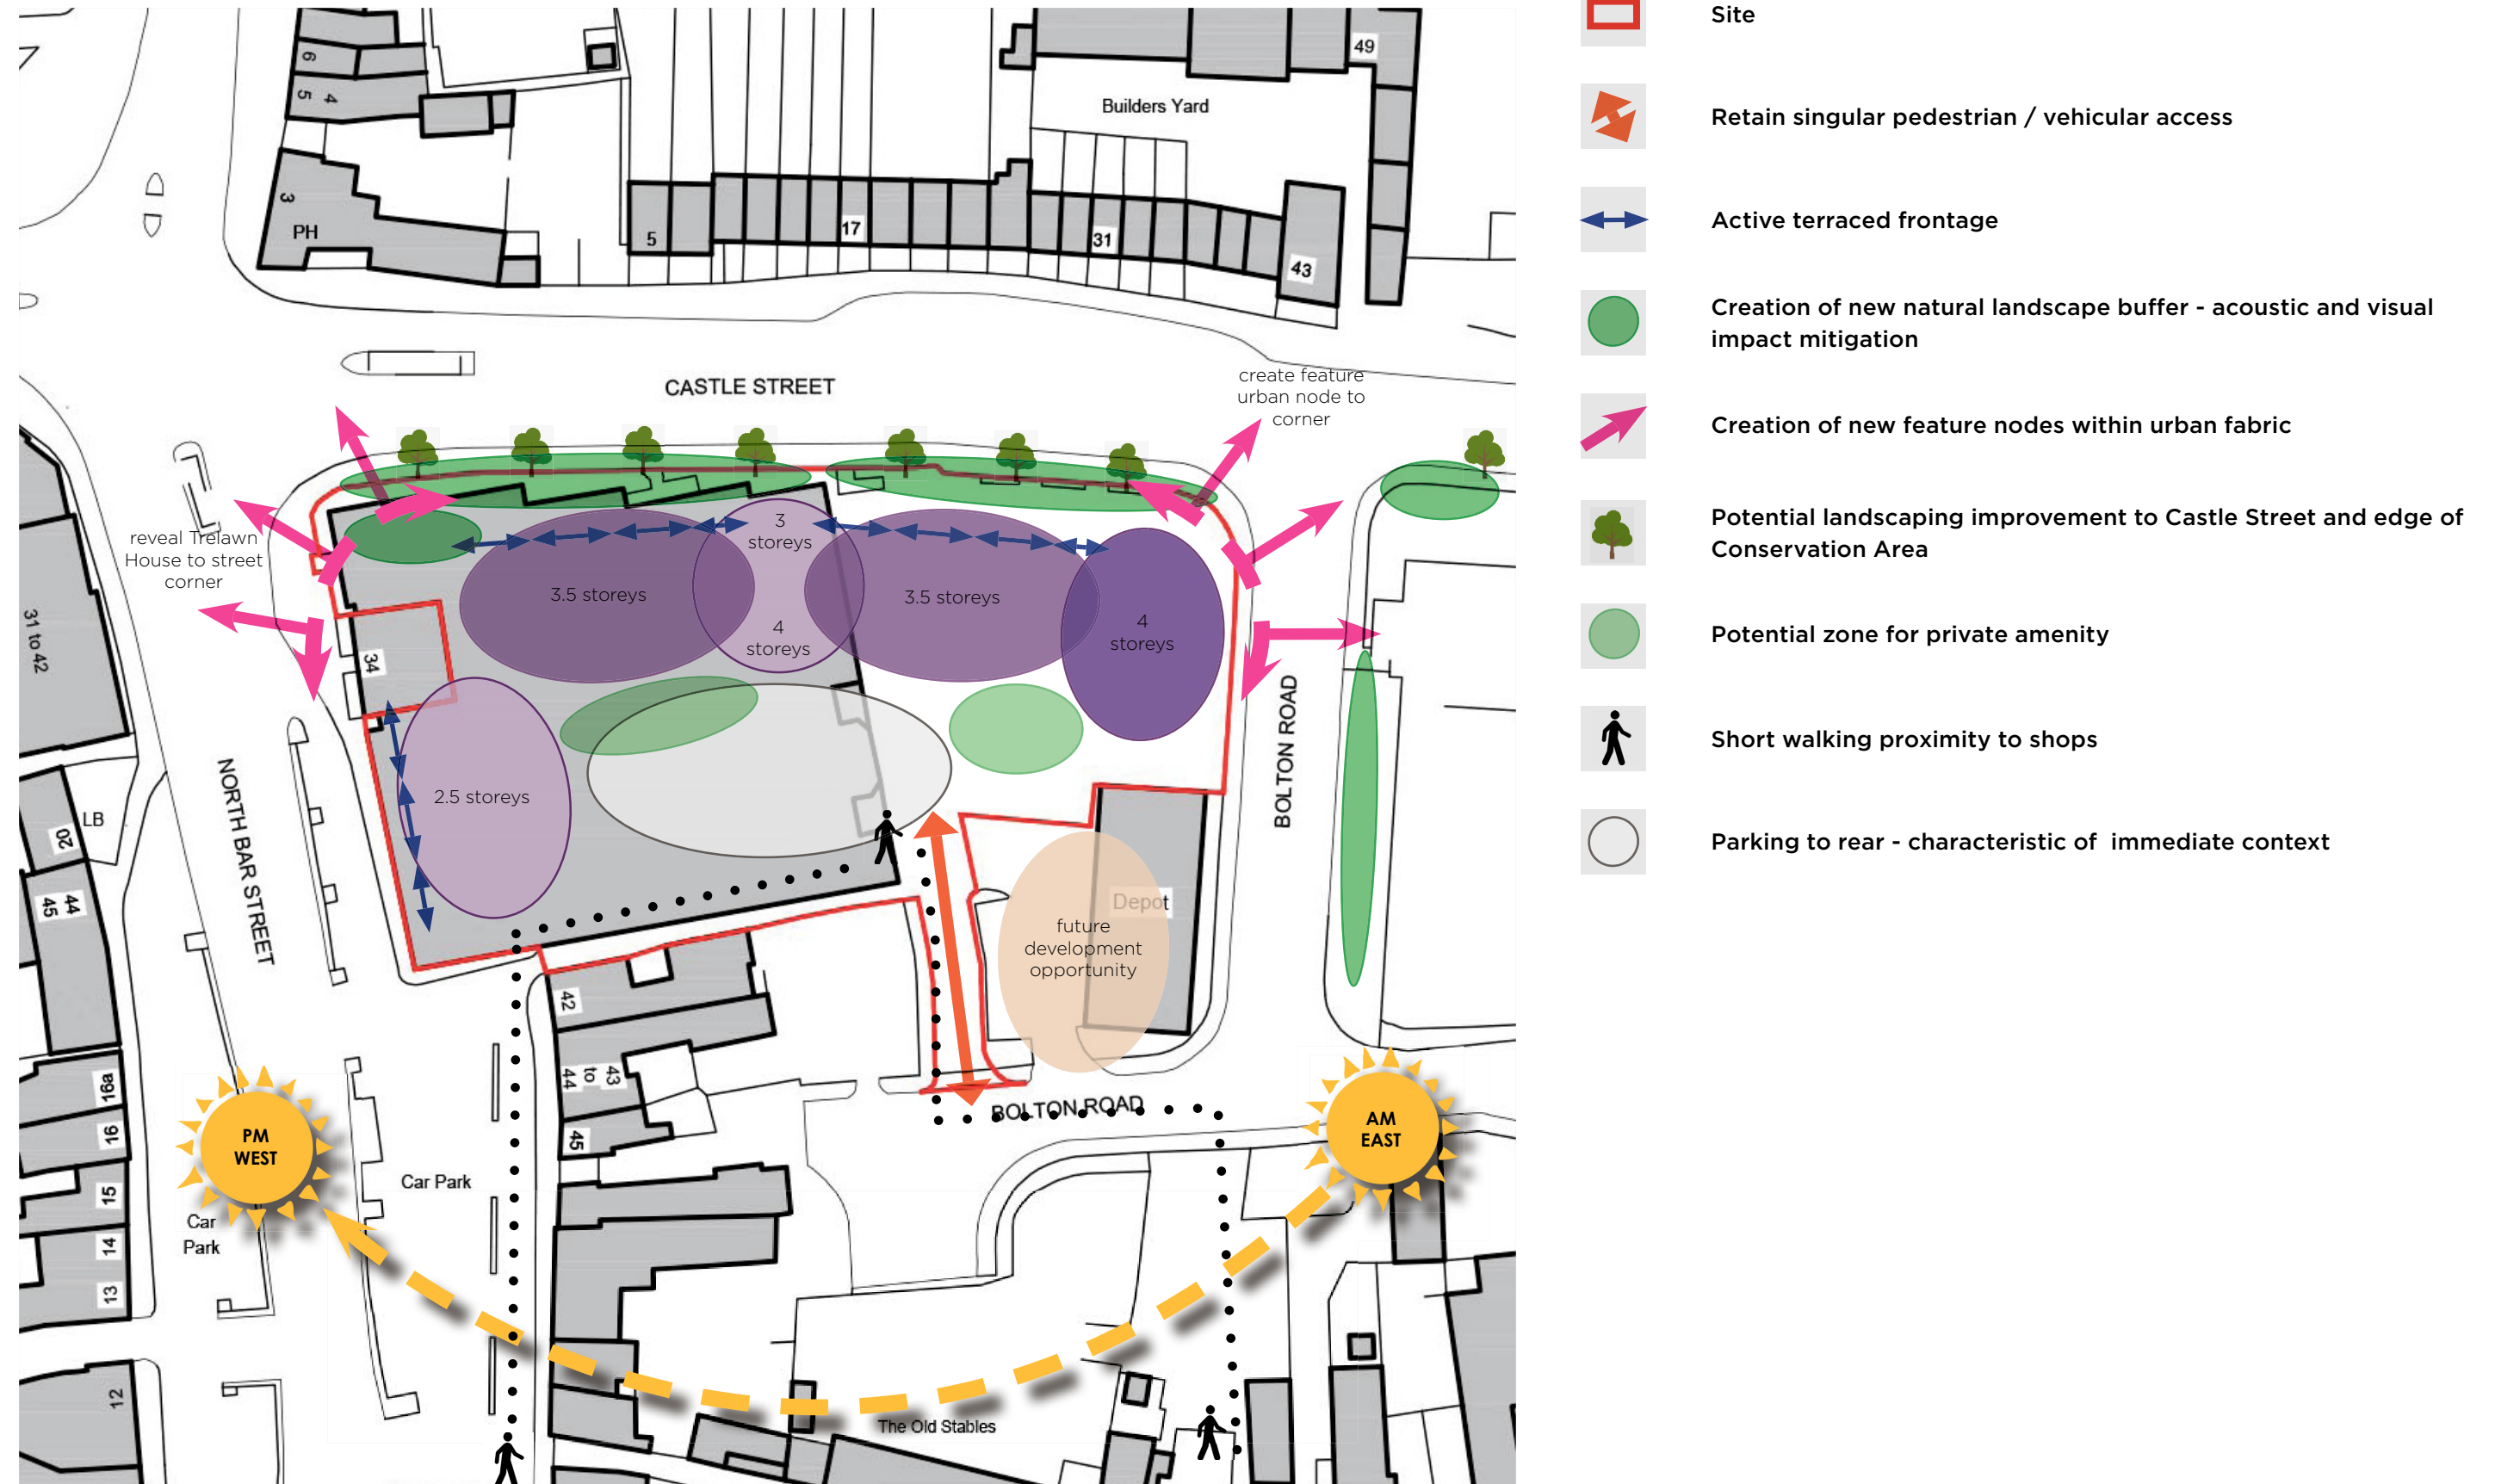 6
5
4
3
PH
5
17
31
43
49
Builders Yard
CASTLE STREET
create feature
urban node to
corner
reveal Trelawn
House to street
corner
3
storeys
3.5 storeys
4
storeys
3.5 storeys
4
storeys
2.5 storeys
31 to 42
34
NORTH BAR STREET
BOLTON ROAD
LB
20
44
45
Depot
future
development
opportunity
42
43
to
44
45
BOLTON ROAD
16a
16
15
14
13
12
PM
WEST
AM
EAST
Car Park
Car
Park
The Old Stables
Site
Retain singular pedestrian / vehicular access
Active terraced frontage
Creation of new natural landscape buffer - acoustic and visual
impact mitigation
Creation of new feature nodes within urban fabric
Potential landscaping improvement to Castle Street and edge of
Conservation Area
Potential zone for private amenity
Short walking proximity to shops
Parking to rear - characteristic of  immediate context